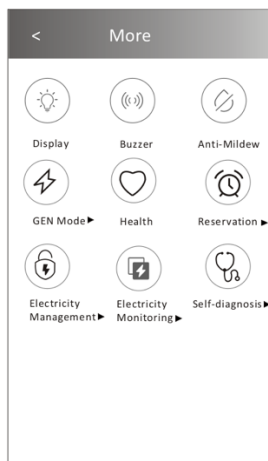 < More
Display Buzzer Anti-Mildew
GEN Mode▶ Health Reservation▶
Electricity Electricity Self-diagnosis▶
Management▶ Monitoring▶